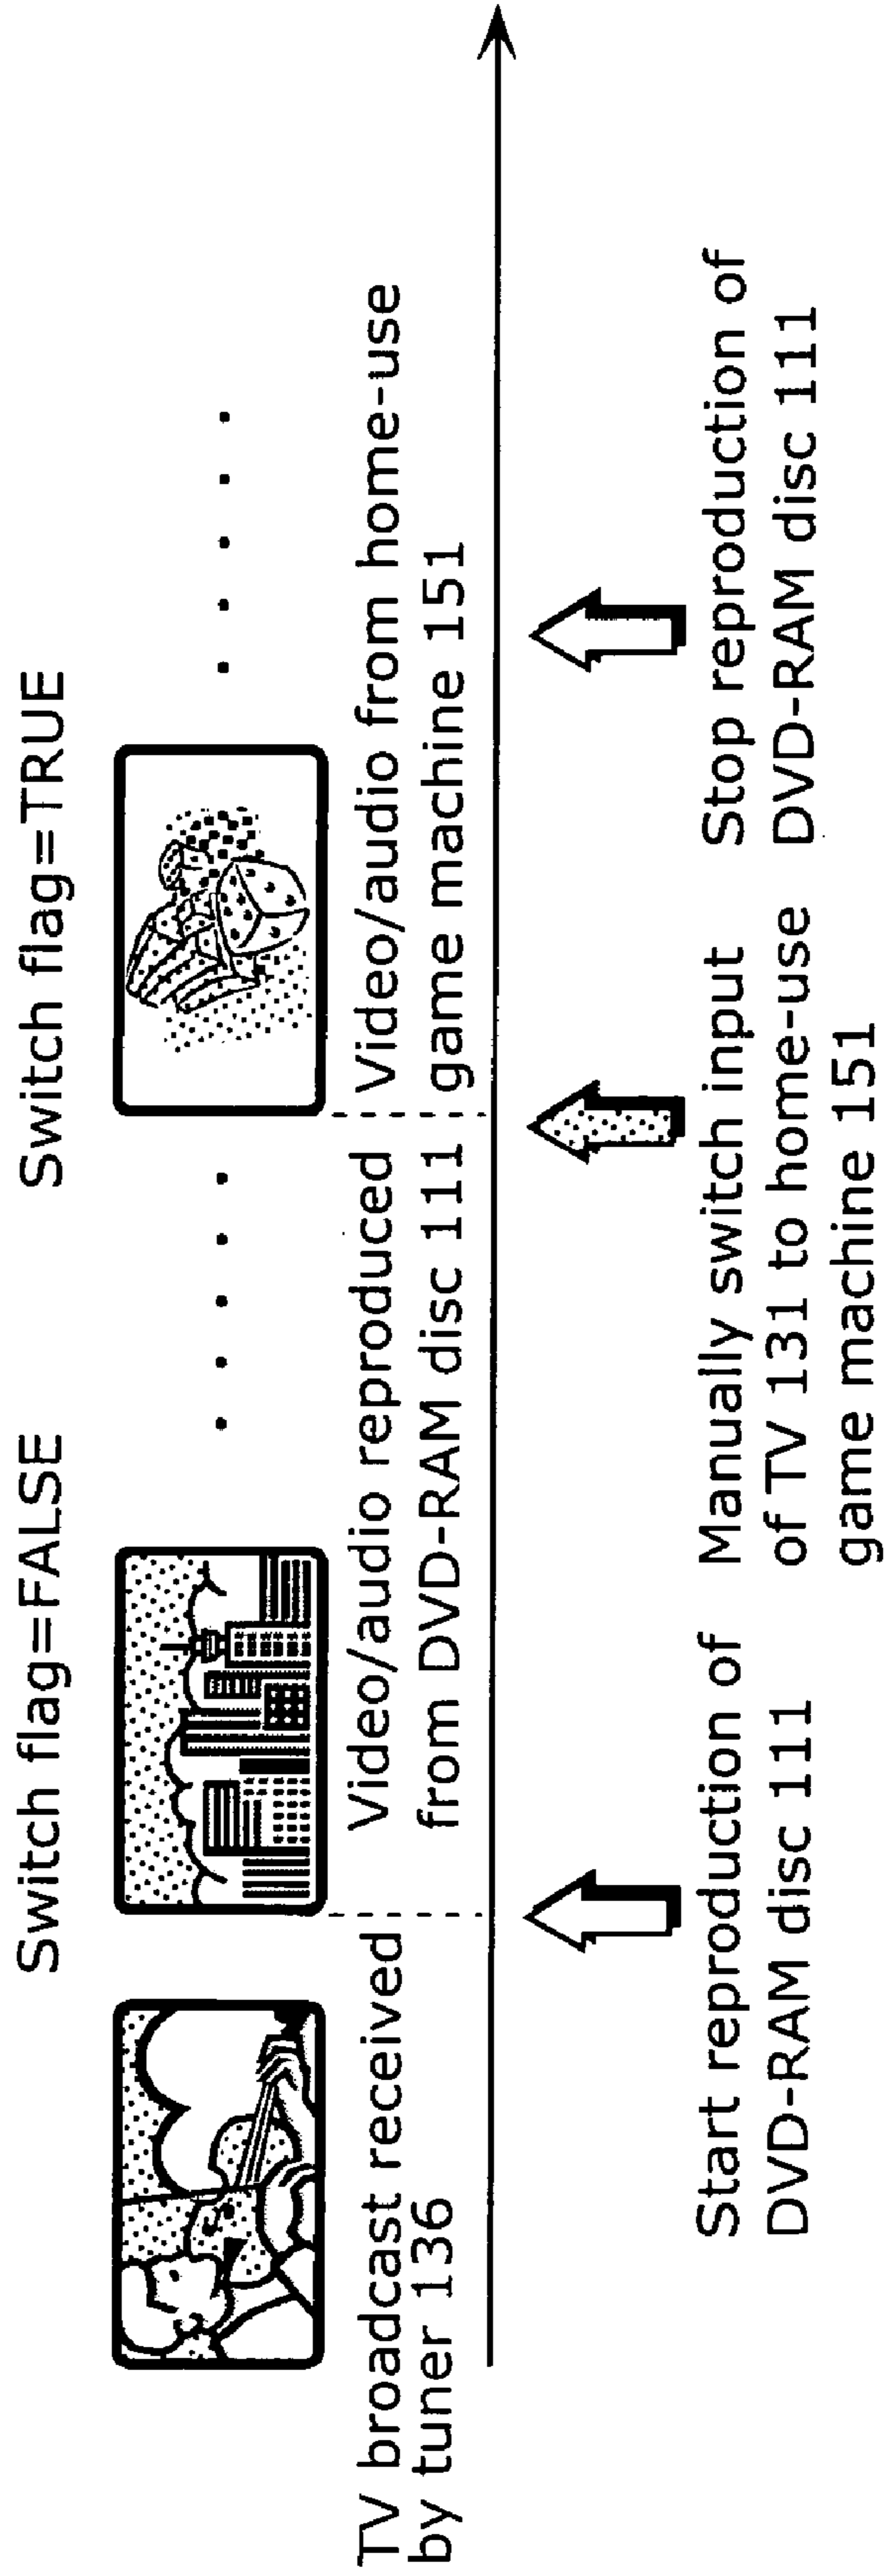 Switch flag=FALSE
Switch flag=TRUE
TV broadcast received
by tuner 136
Video/audio reproduced
from DVD-RAM disc 111
Video/audio from home-use
game machine 151
Start reproduction of
DVD-RAM disc 111
Manually switch input
of TV 131 to home-use
game machine 151
Stop reproduction of
DVD-RAM disc 111